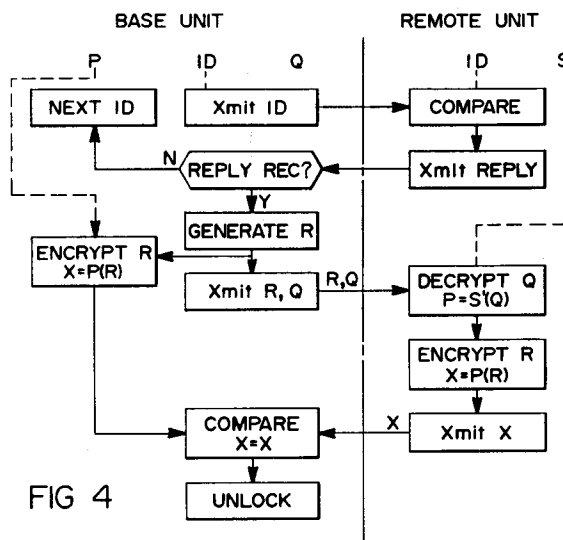 BASE UNIT
REMOTE UNIT
P
ID
Q
ID
S
NEXT ID
Xmit ID
COMPARE
N
REPLY REC?
Xmit REPLY
Y
GENERATE R
ENCRYPT R
X=P(R)
Xmit R, Q
R,Q
DECRYPT Q
P=S'(Q)
ENCRYPT R
X=P(R)
COMPARE
X=X
X
Xmit X
UNLOCK
FIG 4